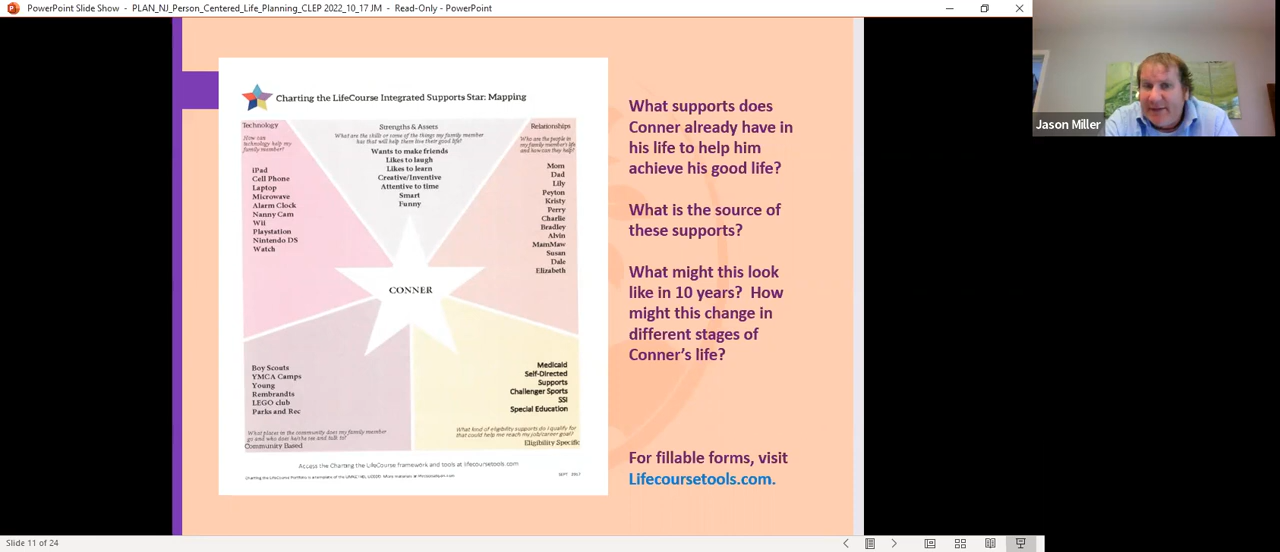 PowerPoint Slide Show - PLAN_NJ_Person_Centered_Life_Planning_CLEP 2022_10_17 JM - Read-Only - PowerPoint
Jason Miller
Charting the LifeCourse Integrated Supports Star: Mapping
Technology
How can
technology help my
family member?
iPad
Cell Phone
Laptop
Microwave
Alarm Clock
Nanny Cam
Wii
Playstation
Nintendo DS
Watch
Strengths & Assets
What are the skills or some of the things my family member
has that will help them live their good life?
Wants to make friends
Likes to laugh
Likes to learn
Creative/Inventive
Attentive to time
Smart
Funny
Relationships
Who are the people in
my family member's life
and how can they help?
Mom
Dad
Lily
Peyton
Kristy
Perry
Charlie
Bradley
Alvin
MamMaw
Susan
Dale
Elizabeth
CONNER
Boy Scouts
YMCA Camps
Young
Rembrandts
LEGO club
Parks and Rec
What places in the community does my family member
go and who does he/she see and talk to?
Community Based
Medicaid
Self-Directed
Supports
Challenger Sports
SSI
Special Education
What kind of eligibility supports do I qualify for
that could help me reach my job/career goal?
Eligibility Specific
Access the Charting the LifeCourse framework and tools at lifecoursetools.com
SEPT. 2017
What supports does
Conner already have in
his life to help him
achieve his good life?
What is the source of
these supports?
What might this look
like in 10 years? How
might this change in
different stages of
Conner's life?
For fillable forms, visit
Lifecoursetools.com.
Slide 11 of 24